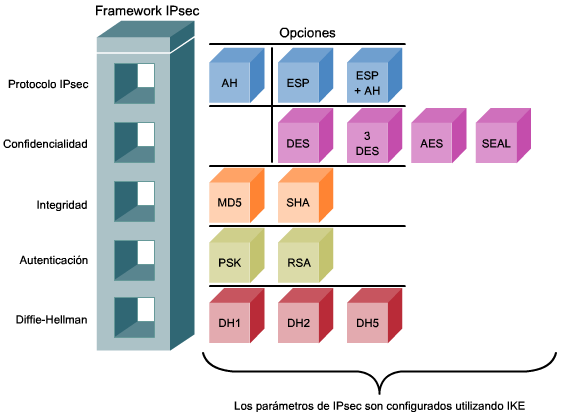 Framework IPsec
Opciones
Protocolo IPsec
AH
ESP
ESP
+ AH
Confidencialidad
DES
3
DES
AES
SEAL
Integridad
MD5
SHA
Autenticación
PSK
RSA
Diffie-Hellman
DH1
DH2
DH5
Los parámetros de IPsec son configurados utilizando IKE